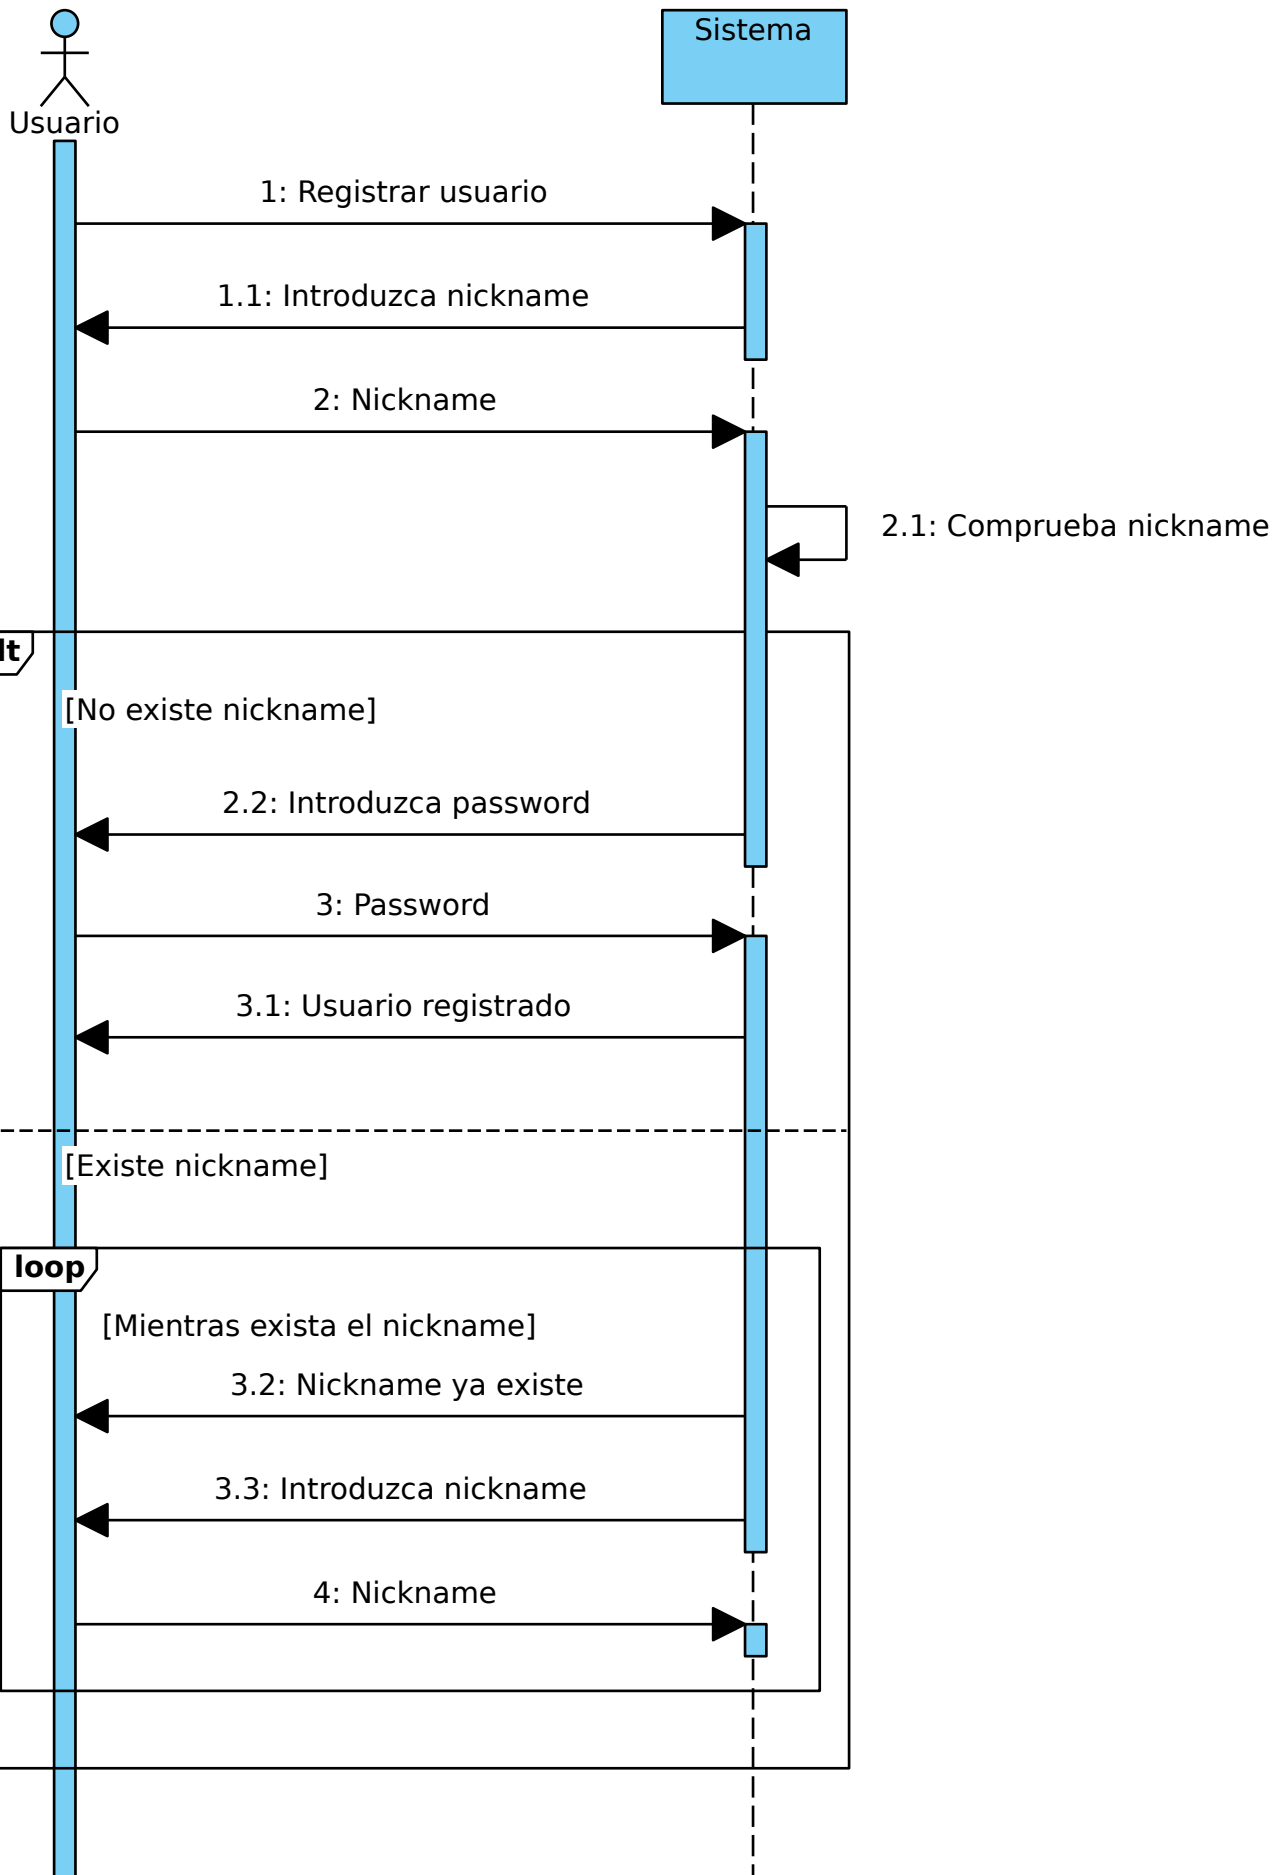 Usuario
Sistema
1: Registrar usuario
1.1: Introduzca nickname
2: Nickname
2.1: Comprueba nickname
lt
[No existe nickname]
2.2: Introduzca password
3: Password
3.1: Usuario registrado
[Existe nickname]
loop
[Mientras exista el nickname]
3.2: Nickname ya existe
3.3: Introduzca nickname
4: Nickname